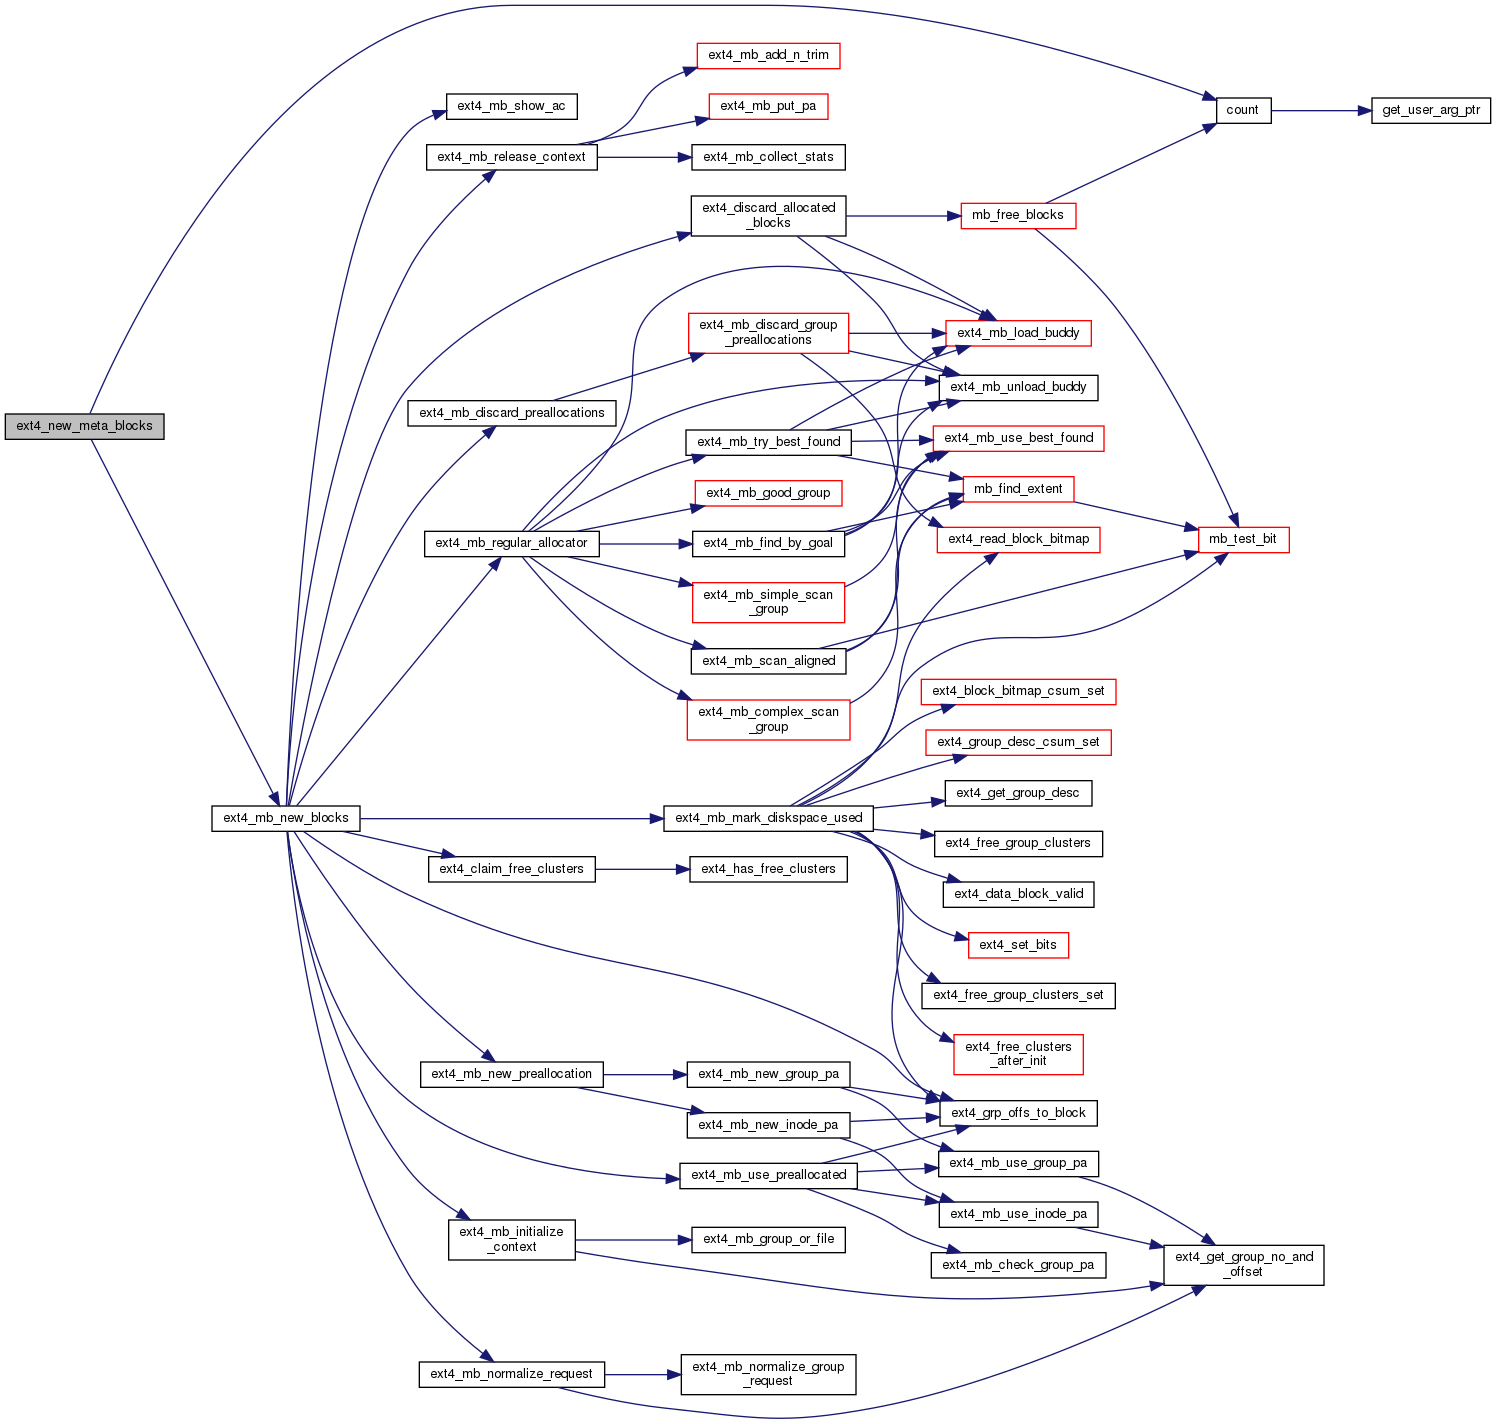 ext4_mb_add_n_trim
ext4_mb_show_ac
ext4_mb_put_pa
count
get_user_arg_ptr
ext4_mb_release_context
ext4_mb_collect_stats
ext4_discard_allocated
_blocks
mb_free_blocks
ext4_mb_discard_group
_preallocations
ext4_mb_load_buddy
ext4_mb_unload_buddy
ext4_mb_discard_preallocations
ext4_new_meta_blocks
ext4_mb_try_best_found
ext4_mb_use_best_found
ext4_mb_good_group
mb_find_extent
ext4_mb_regular_allocator
ext4_mb_find_by_goal
ext4_read_block_bitmap
mb_test_bit
ext4_mb_simple_scan
_group
ext4_mb_scan_aligned
ext4_block_bitmap_csum_set
ext4_mb_complex_scan
_group
ext4_group_desc_csum_set
ext4_get_group_desc
ext4_mb_new_blocks
ext4_mb_mark_diskspace_used
ext4_free_group_clusters
ext4_claim_free_clusters
ext4_has_free_clusters
ext4_data_block_valid
ext4_set_bits
ext4_free_group_clusters_set
ext4_free_clusters
_after_init
ext4_mb_new_preallocation
ext4_mb_new_group_pa
ext4_grp_offs_to_block
ext4_mb_new_inode_pa
ext4_mb_use_group_pa
ext4_mb_use_preallocated
ext4_mb_use_inode_pa
ext4_mb_initialize
_context
ext4_mb_group_or_file
ext4_mb_check_group_pa
ext4_get_group_no_and
_offset
ext4_mb_normalize_request
ext4_mb_normalize_group
_request